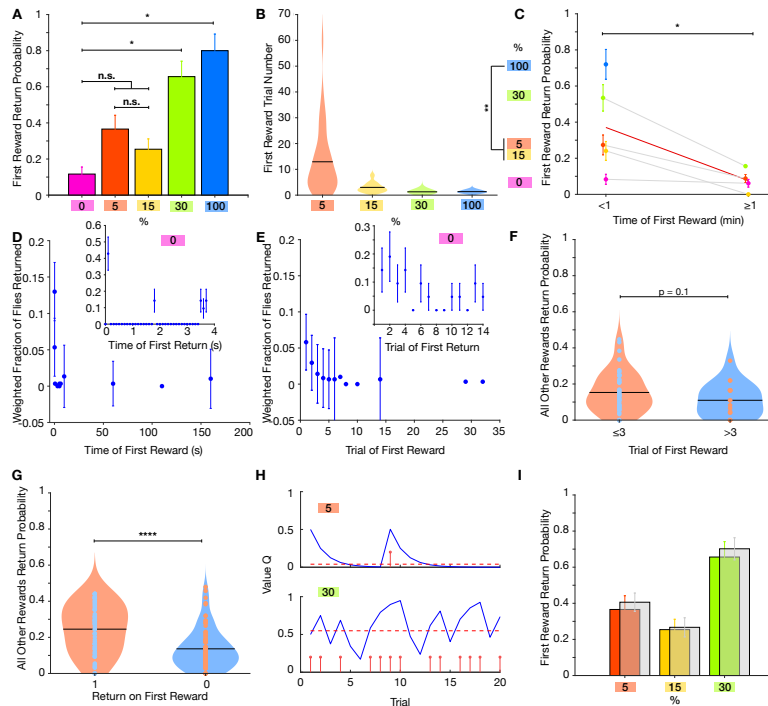 A
First Reward Return Probability
1
0.8
0.6
0.4
0.2
0
*
*
n.s.
n.s.
0 5 15 30 100
%
B
First Reward Trial Number
70
60
50
40
30
20
10
0
5 15 30 100
%
%
100
30
5
15
0
**
C
First Reward Return Probability
1
0.8
0.6
0.4
0.2
0
*
<1 ≥1
Time of First Reward (min)
D
Weighted Fraction of Flies Returned
0.2
0.15
0.1
0.05
0
-0.05
0 50 100 150 200
Time of First Reward (s)
0
0.6
0.5
0.4
0.3
0.2
0.1
0
0 2 4
Time of First Return (s)
E
Weighted Fraction of Flies Returned
0.2
0.15
0.1
0.05
0
-0.05
0 5 10 15 20 25 30 35
Trial of First Reward
0
0.3
0.2
0.1
0
2 4 6 8 10 12 14
Trial of First Return
F
All Other Rewards Return Probability
1
0.8
0.6
0.4
0.2
0
p = 0.1
≤3 >3
Trial of First Reward
G
All Other Rewards Return Probability
1
0.8
0.6
0.4
0.2
0
****
1 0
Return on First Reward
H
Value Q
5
1
0.5
0
30
1
0.5
0
0 5 10 15 20
Trial
I
First Reward Return Probability
1
0.8
0.6
0.4
0.2
0
5 15 30
%